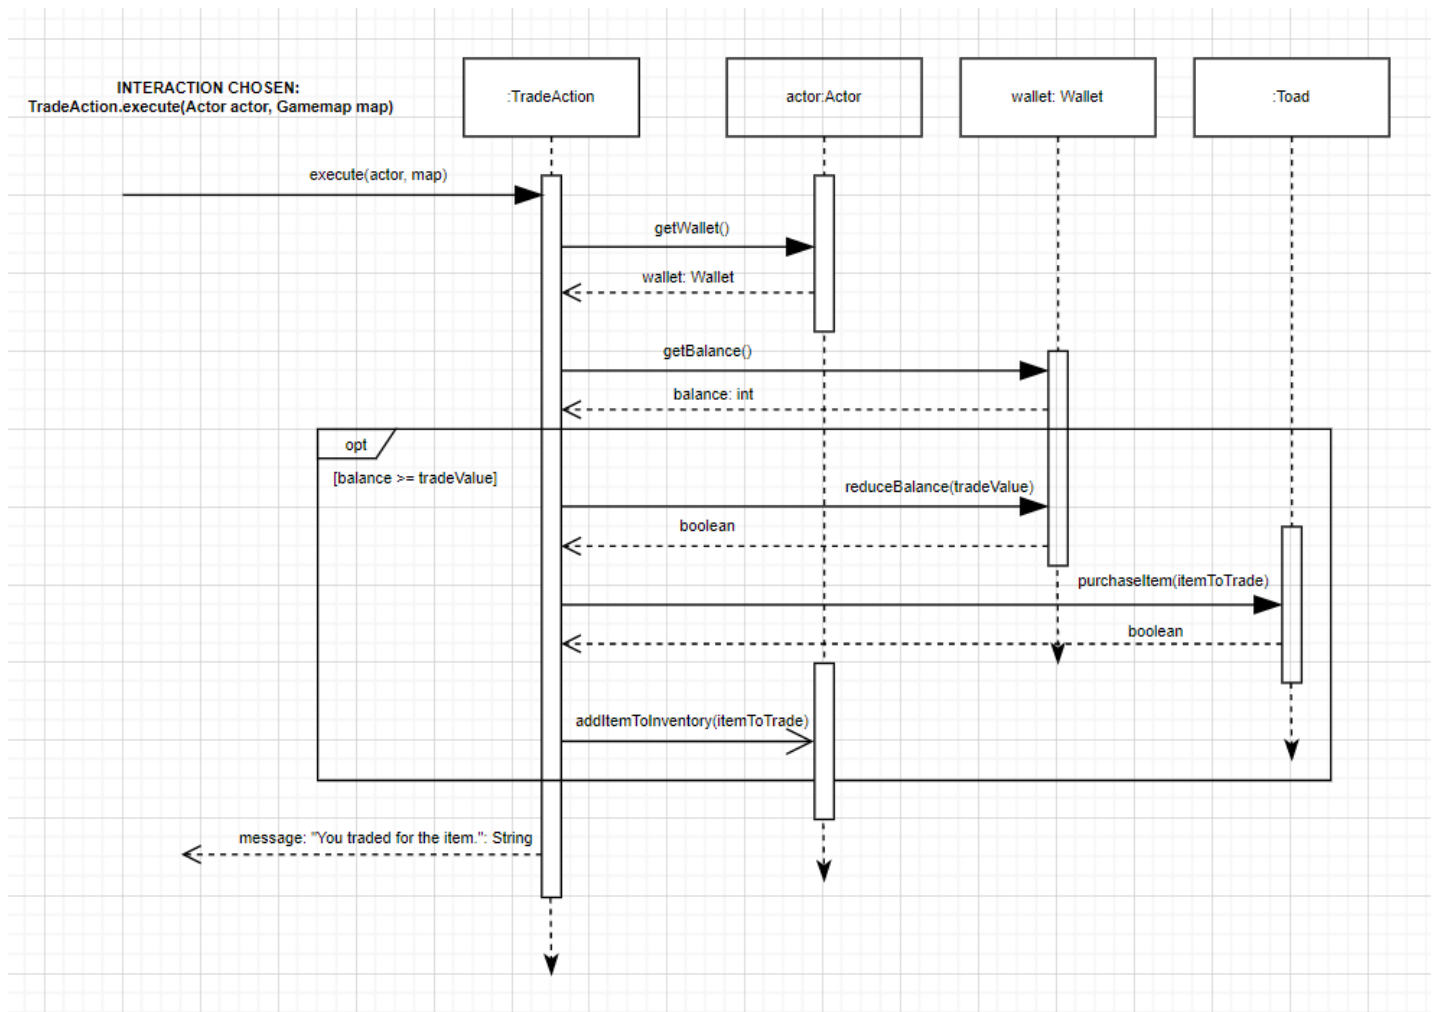 INTERACTION CHOSEN:
TradeAction.execute(Actor actor, Gamemap map)
:TradeAction
actor:Actor
wallet: Wallet
:Toad
execute(actor, map)
getWallet()
wallet: Wallet
getBalance()
balance: int
opt
[balance >= tradeValue]
reduceBalance(tradeValue)
boolean
purchaseItem(itemToTrade)
boolean
addItemToInventory(itemToTrade)
message: "You traded for the item.": String